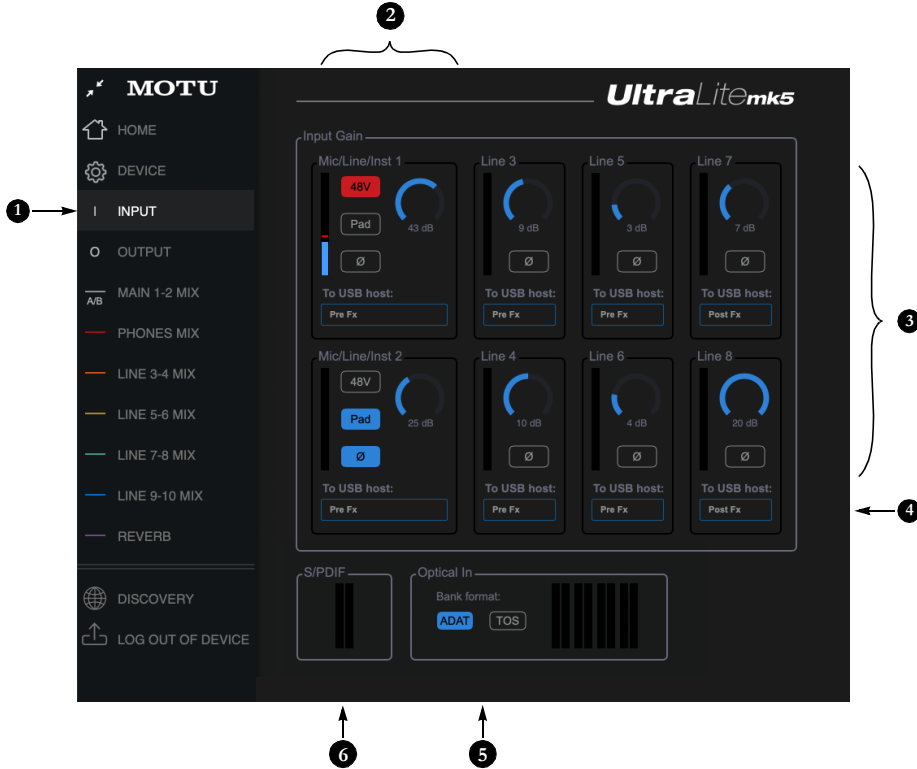 2
MOTU
UltraLitemk5
HOME
DEVICE
1
I INPUT
O OUTPUT
A/B MAIN 1-2 MIX
PHONES MIX
LINE 3-4 MIX
LINE 5-6 MIX
LINE 7-8 MIX
LINE 9-10 MIX
REVERB
DISCOVERY
LOG OUT OF DEVICE
Input Gain
Mic/Line/Inst 1
48V
Pad
Ø
43 dB
To USB host:
Pre Fx
Line 3
9 dB
Ø
To USB host:
Pre Fx
Line 5
3 dB
Ø
To USB host:
Pre Fx
Line 7
7 dB
Ø
To USB host:
Post Fx
3
Mic/Line/Inst 2
48V
Pad
Ø
25 dB
To USB host:
Pre Fx
Line 4
10 dB
Ø
To USB host:
Pre Fx
Line 6
4 dB
Ø
To USB host:
Pre Fx
Line 8
20 dB
Ø
To USB host:
Post Fx
4
S/PDIF
Optical In
Bank format:
ADAT TOS
6
5